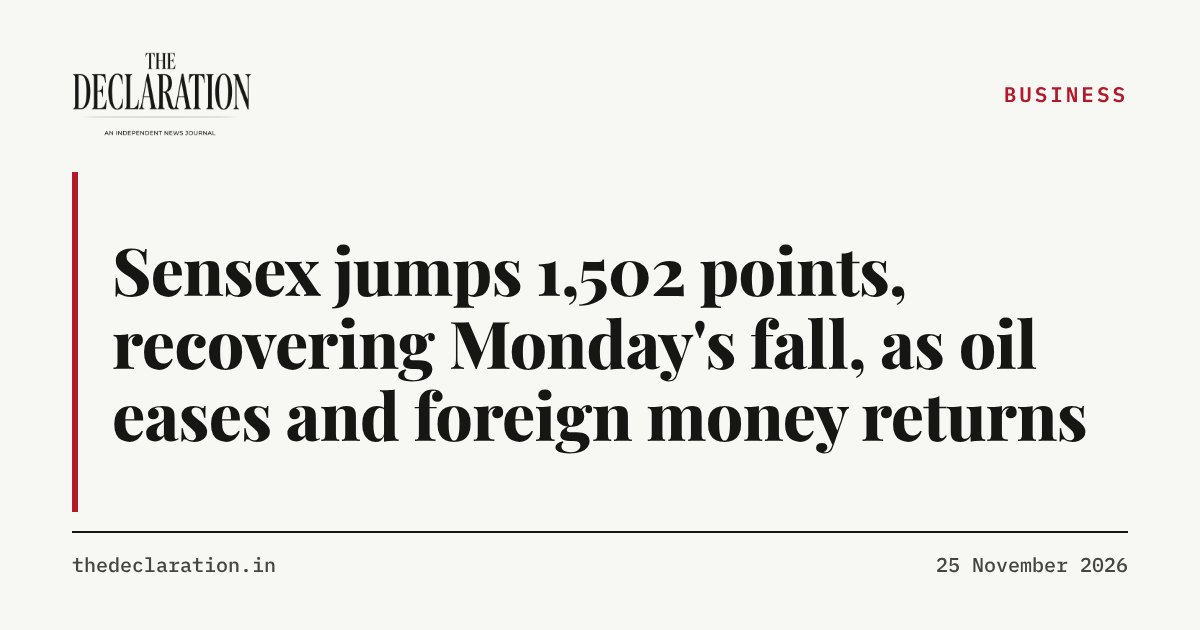 THE
DECLARATION
AN INDEPENDENT NEWS JOURNAL
BUSINESS
Sensex jumps 1,502 points,
recovering Monday's fall, as oil
eases and foreign money returns
thedeclaration.in
25 November 2026